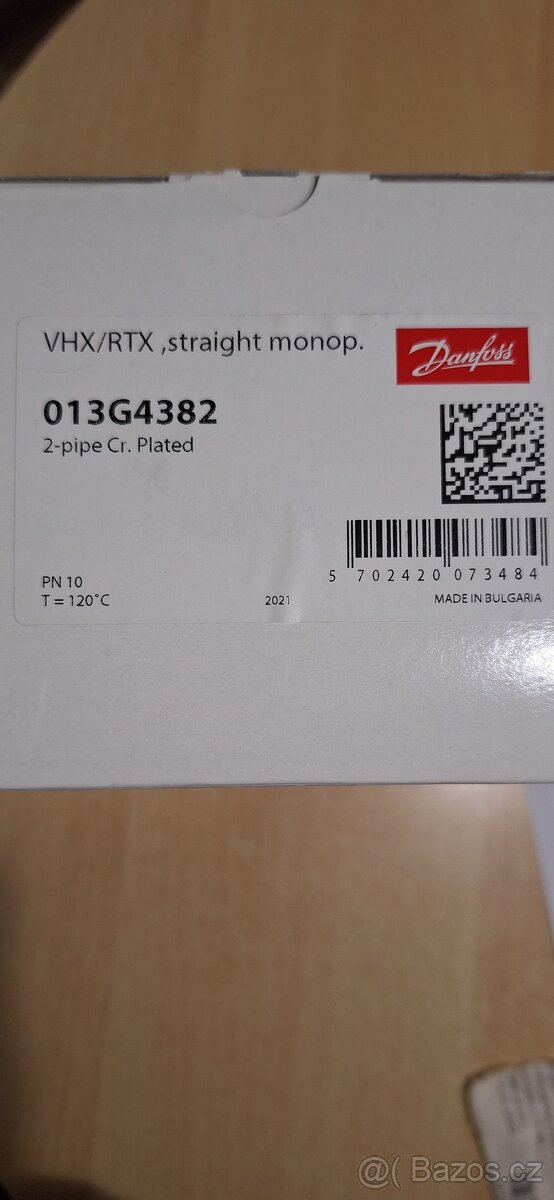 VHX/RTX ,straight monop.
Danfoss
013G4382
2-pipe Cr. Plated
5 702420 073484
PN 10
T = 120°C
2021
MADE IN BULGARIA
@( Bazos.cz